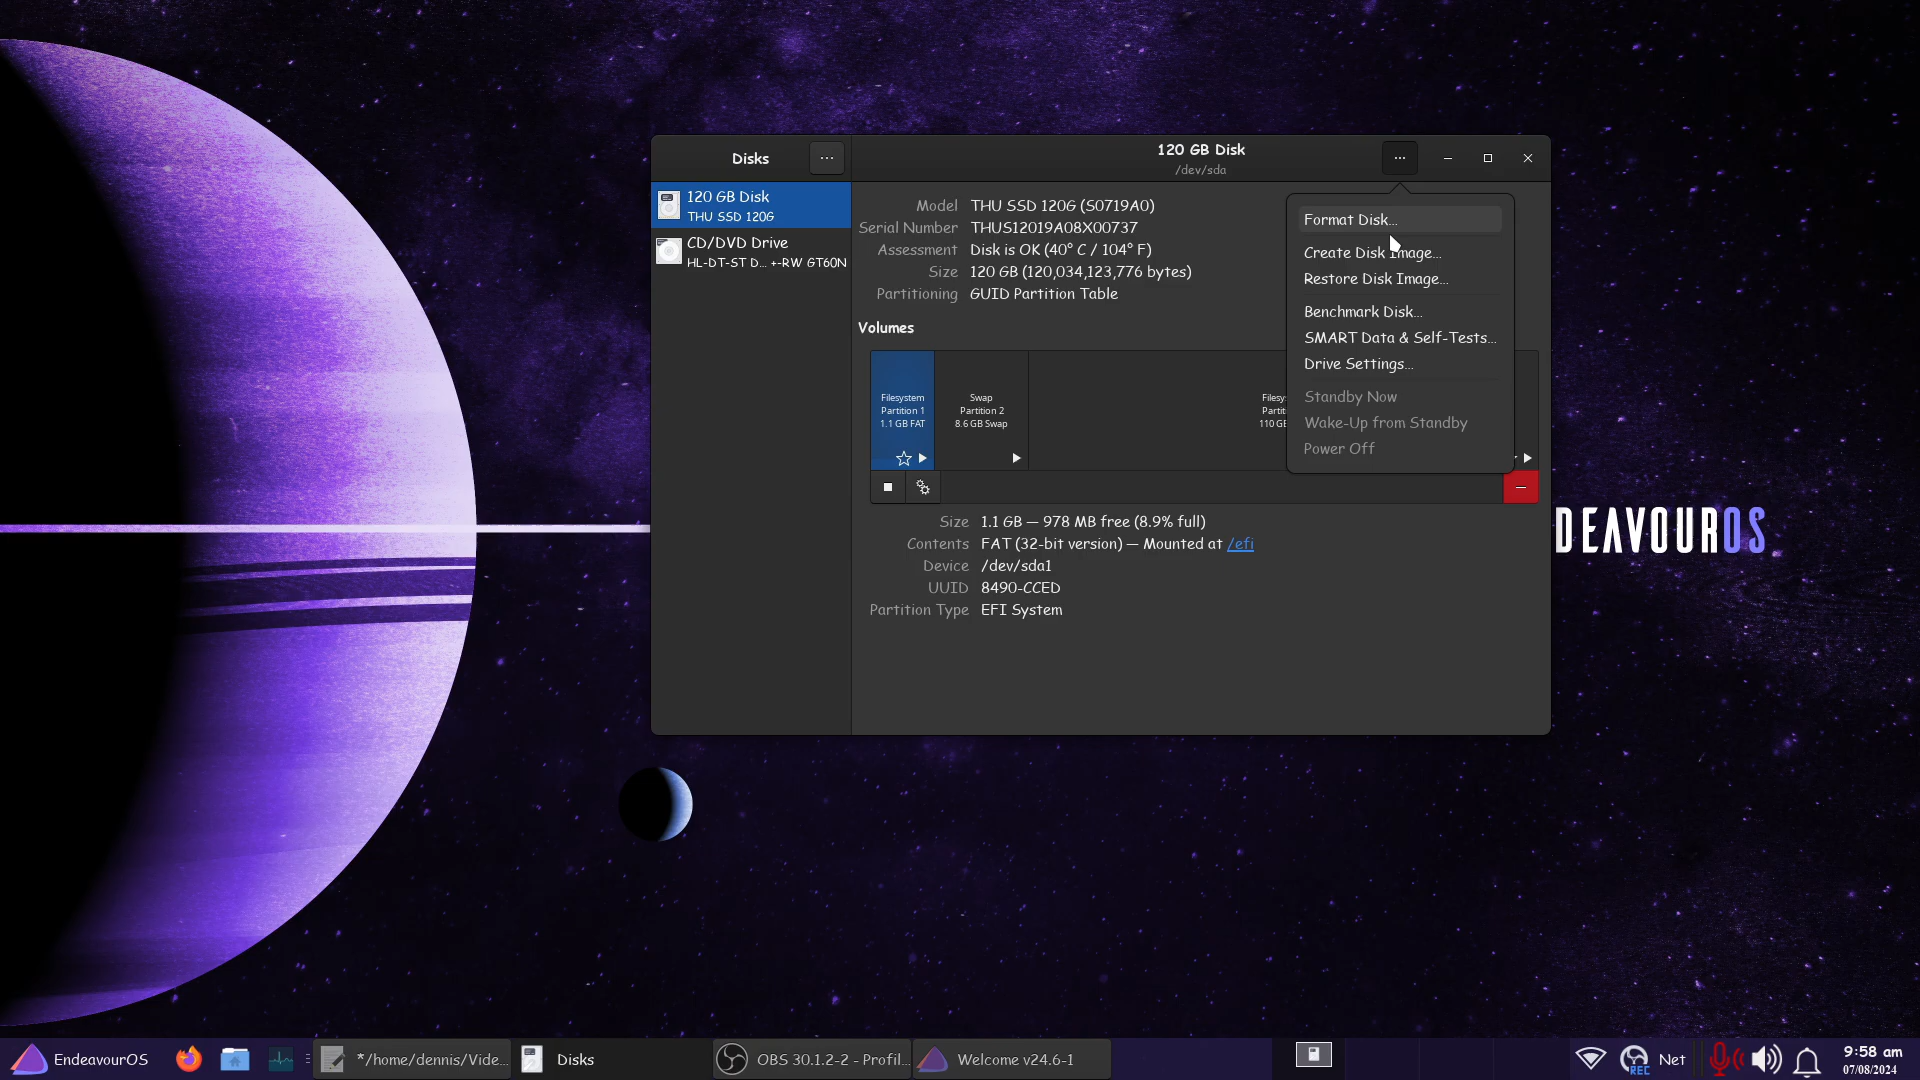 Disks
120 GB Disk
/dev/sda
120 GB Disk
THU SSD 120G
CD/DVD Drive
HL-DT-ST D... +-RW GT60N
Model THU SSD 120G (S0719A0)
Serial Number THUS12019A08X00737
Assessment Disk is OK (40° C / 104° F)
Size 120 GB (120,034,123,776 bytes)
Partitioning GUID Partition Table
Format Disk...
Create Disk Image...
Restore Disk Image...
Benchmark Disk...
SMART Data & Self-Tests...
Drive Settings...
Standby Now
Wake-Up from Standby
Power Off
Volumes
Filesystem
Partition 1
1.1 GB FAT
Swap
Partition 2
8.6 GB Swap
Filesy
Partit
110 GB
Size 1.1 GB — 978 MB free (8.9% full)
Contents FAT (32-bit version) — Mounted at /efi
Device /dev/sda1
UUID 8490-CCED
Partition Type EFI System
DEAVOUROS
EndeavourOS
*/home/dennis/Vide...
Disks
OBS 30.1.2-2 - Profil...
Welcome v24.6-1
REC
Net
9:58 am
07/08/2024